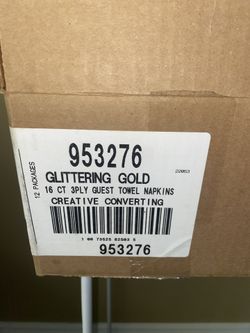 953276
GLITTERING GOLD
16 CT 3PLY GUEST TOWEL NAPKINS
CREATIVE CONVERTING
12 PACKAGES
953276